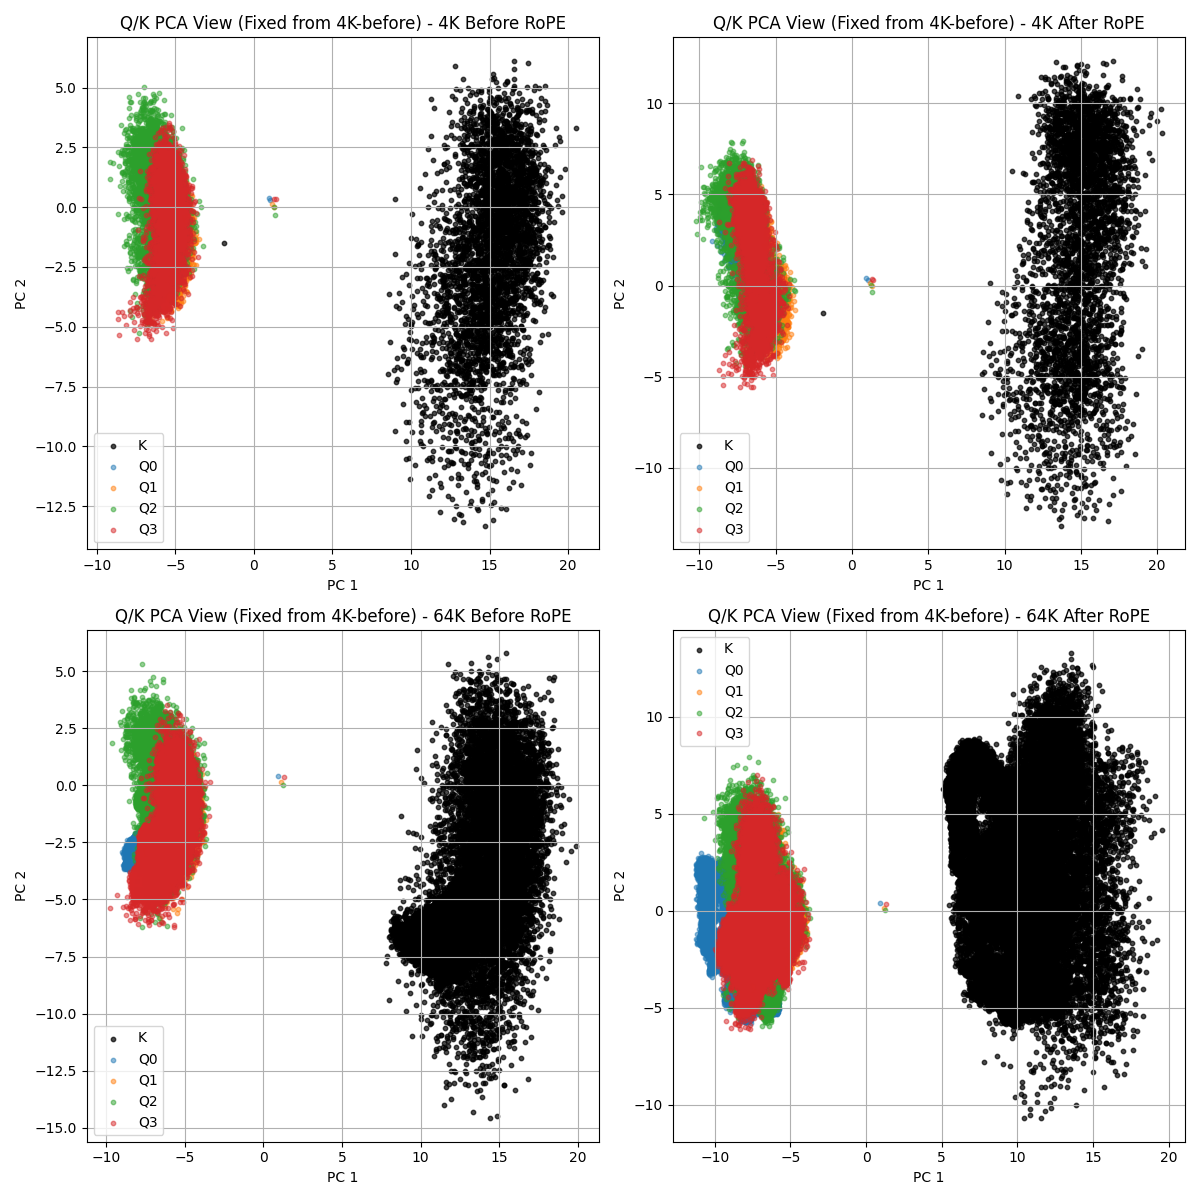 Q/K PCA View (Fixed from 4K-before) - 4K Before RoPE
5.0
2.5
0.0
−2.5
−5.0
−7.5
−10.0
−12.5
PC 2
K
Q0
Q1
Q2
Q3
−10
−5
0
5
10
15
20
PC 1
Q/K PCA View (Fixed from 4K-before) - 4K After RoPE
10
5
0
−5
−10
PC 2
K
Q0
Q1
Q2
Q3
−10
−5
0
5
10
15
20
PC 1
Q/K PCA View (Fixed from 4K-before) - 64K Before RoPE
5.0
2.5
0.0
−2.5
−5.0
−7.5
−10.0
−12.5
−15.0
PC 2
K
Q0
Q1
Q2
Q3
−10
−5
0
5
10
15
20
PC 1
Q/K PCA View (Fixed from 4K-before) - 64K After RoPE
K
Q0
Q1
Q2
Q3
10
5
0
−5
−10
PC 2
−10
−5
0
5
10
15
20
PC 1